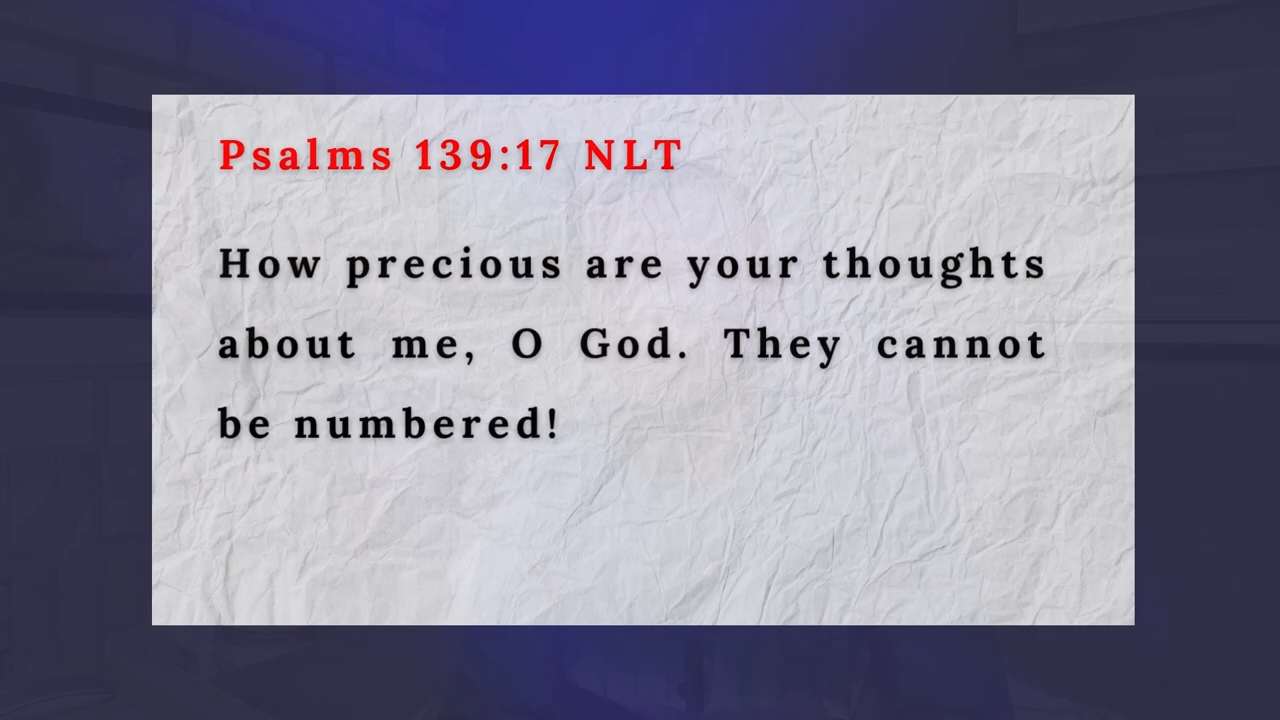 Psalms 139:17 NLT
How precious are your thoughts
about me, O God. They cannot
be numbered!